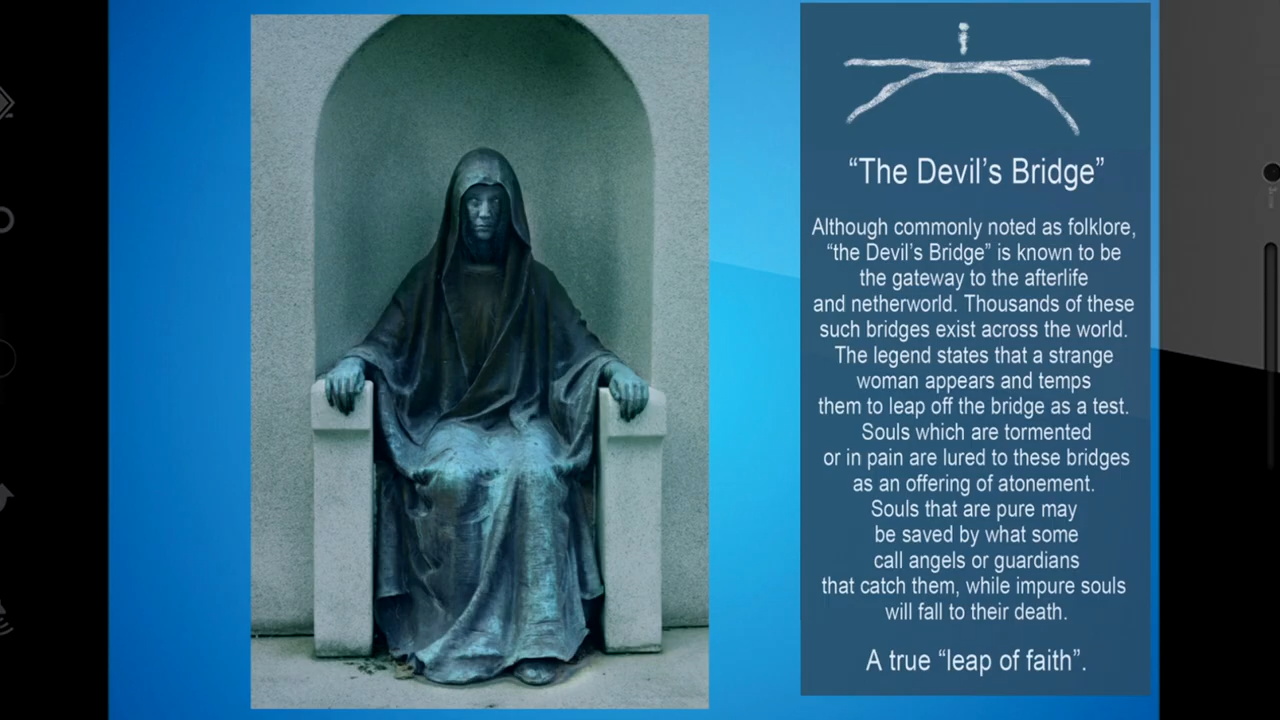 “The Devil’s Bridge”
Although commonly noted as folklore,
“the Devil’s Bridge” is known to be
the gateway to the afterlife
and netherworld. Thousands of these
such bridges exist across the world.
The legend states that a strange
woman appears and temps
them to leap off the bridge as a test.
Souls which are tormented
or in pain are lured to these bridges
as an offering of atonement.
Souls that are pure may
be saved by what some
call angels or guardians
that catch them, while impure souls
will fall to their death.
A true “leap of faith”.